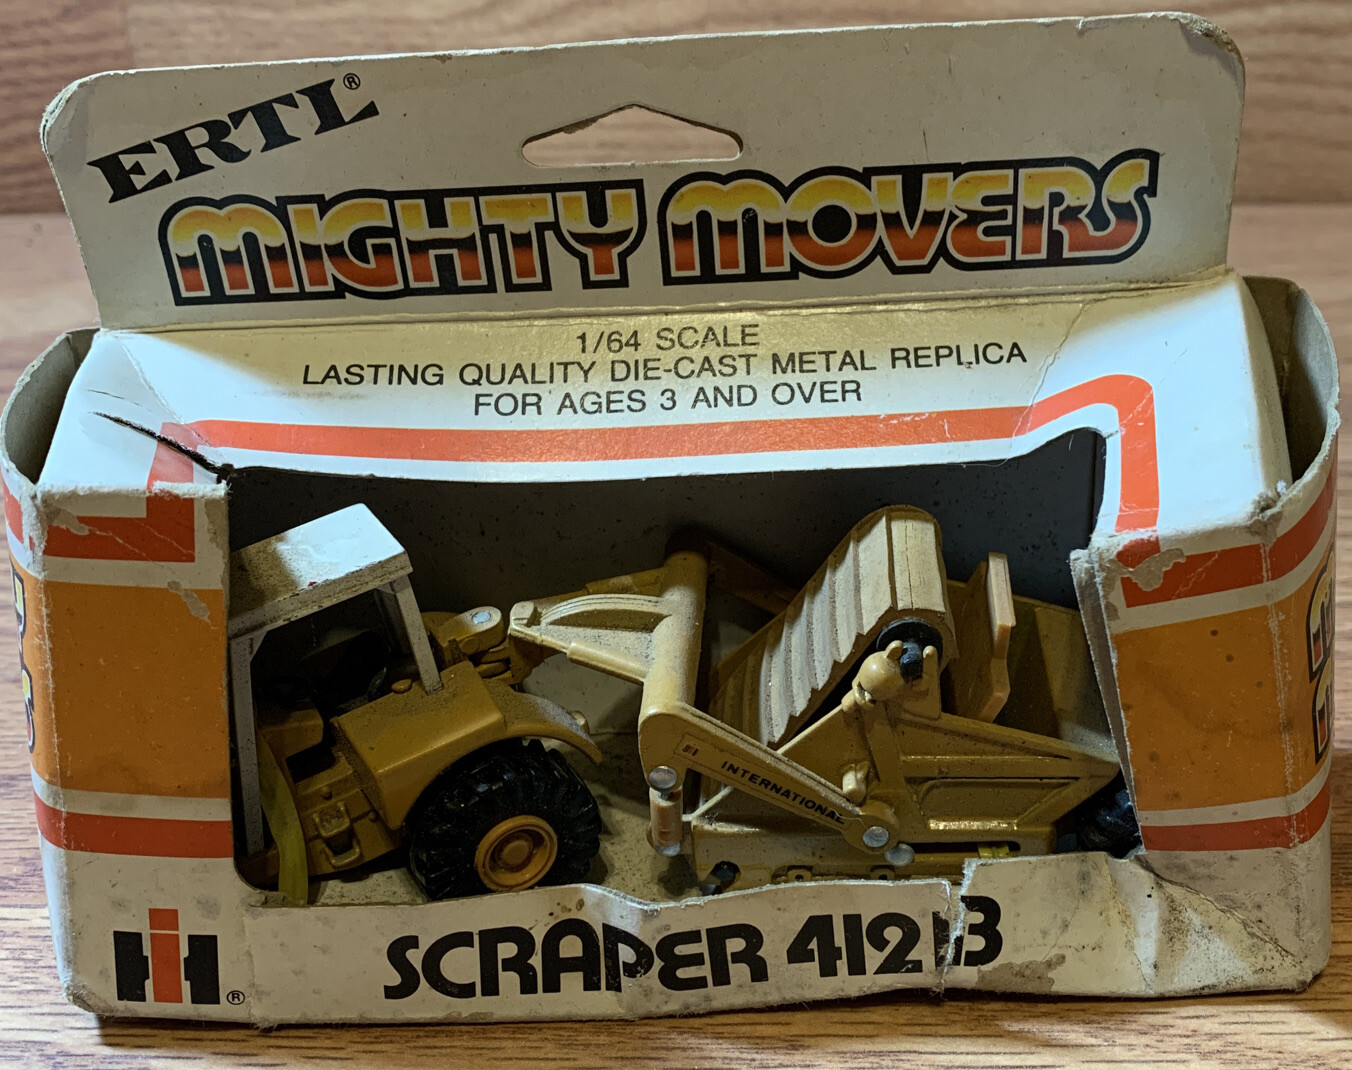 ERTL®
MIGHTY MOVERS
1/64 SCALE
LASTING QUALITY DIE-CAST METAL REPLICA
FOR AGES 3 AND OVER
INTERNATIONAL
IH®
SCRAPER 412B